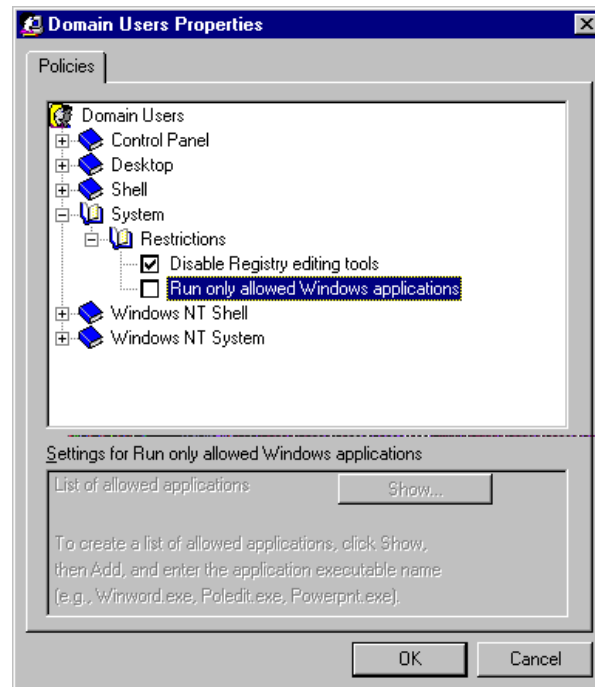 Domain Users Properties
Policies
Domain Users
Control Panel
Desktop
Shell
System
Restrictions
Disable Registry editing tools
Run only allowed Windows applications
Windows NT Shell
Windows NT System
Settings for Run only allowed Windows applications
List of allowed applications
Show...
To create a list of allowed applications, click Show,
then Add, and enter the application executable name
(e.g., Winword.exe, Poledit.exe, Powerpnt.exe).
OK
Cancel